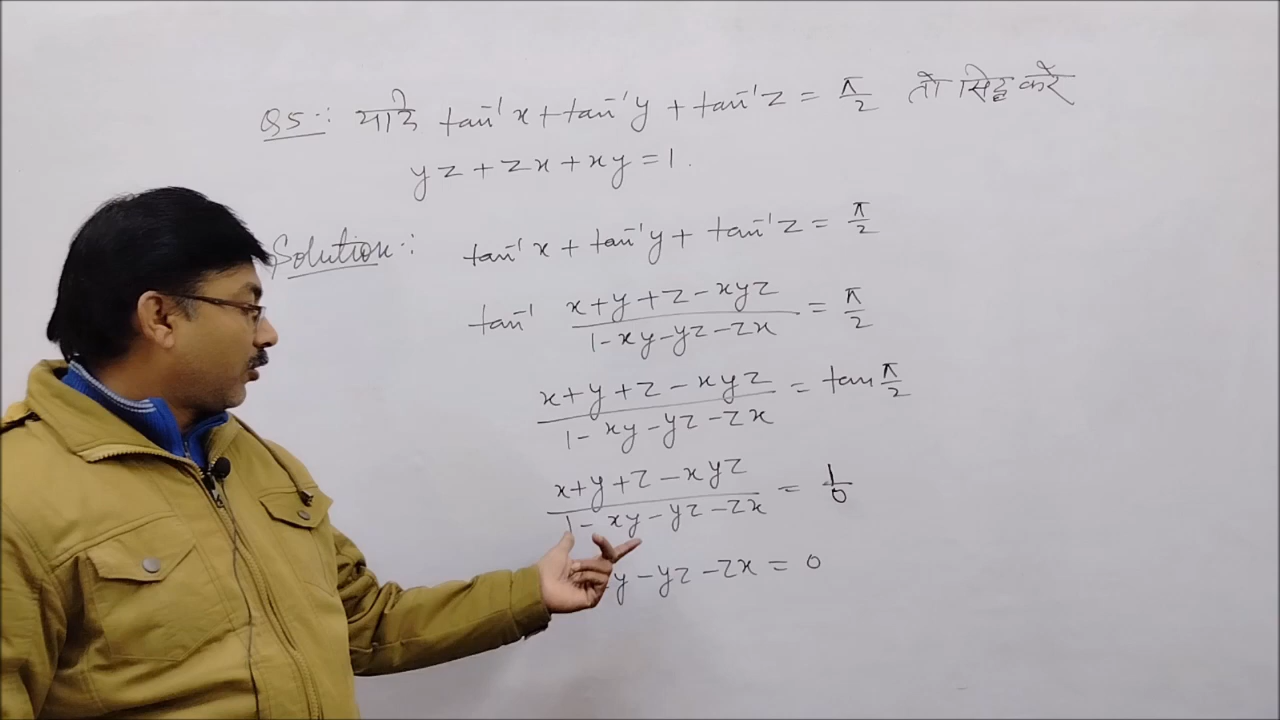 Q5:- यदि tan⁻¹x + tan⁻¹y + tan⁻¹z = π/2 तो सिद्ध करें
yz + zx + xy = 1.
Solution: tan⁻¹x + tan⁻¹y + tan⁻¹z = π/2
tan⁻¹ (x+y+z-xyz)/(1-xy-yz-zx) = π/2
(x+y+z-xyz)/(1-xy-yz-zx) = tan π/2
(x+y+z-xyz)/(1-xy-yz-zx) = 1/0
y-yz-zx = 0